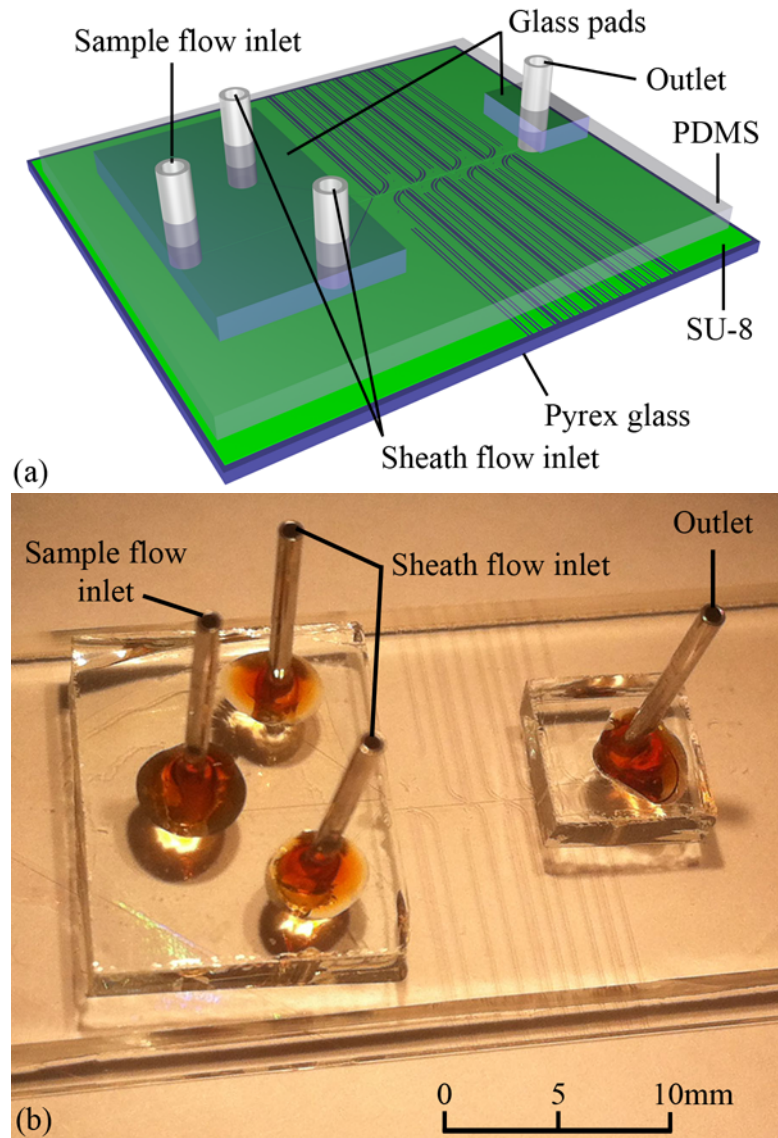 Sample flow inlet
Glass pads
Outlet
PDMS
SU-8
Pyrex glass
Sheath flow inlet
(a)
Sample flow
inlet
Sheath flow inlet
Outlet
0 5 10mm
(b)